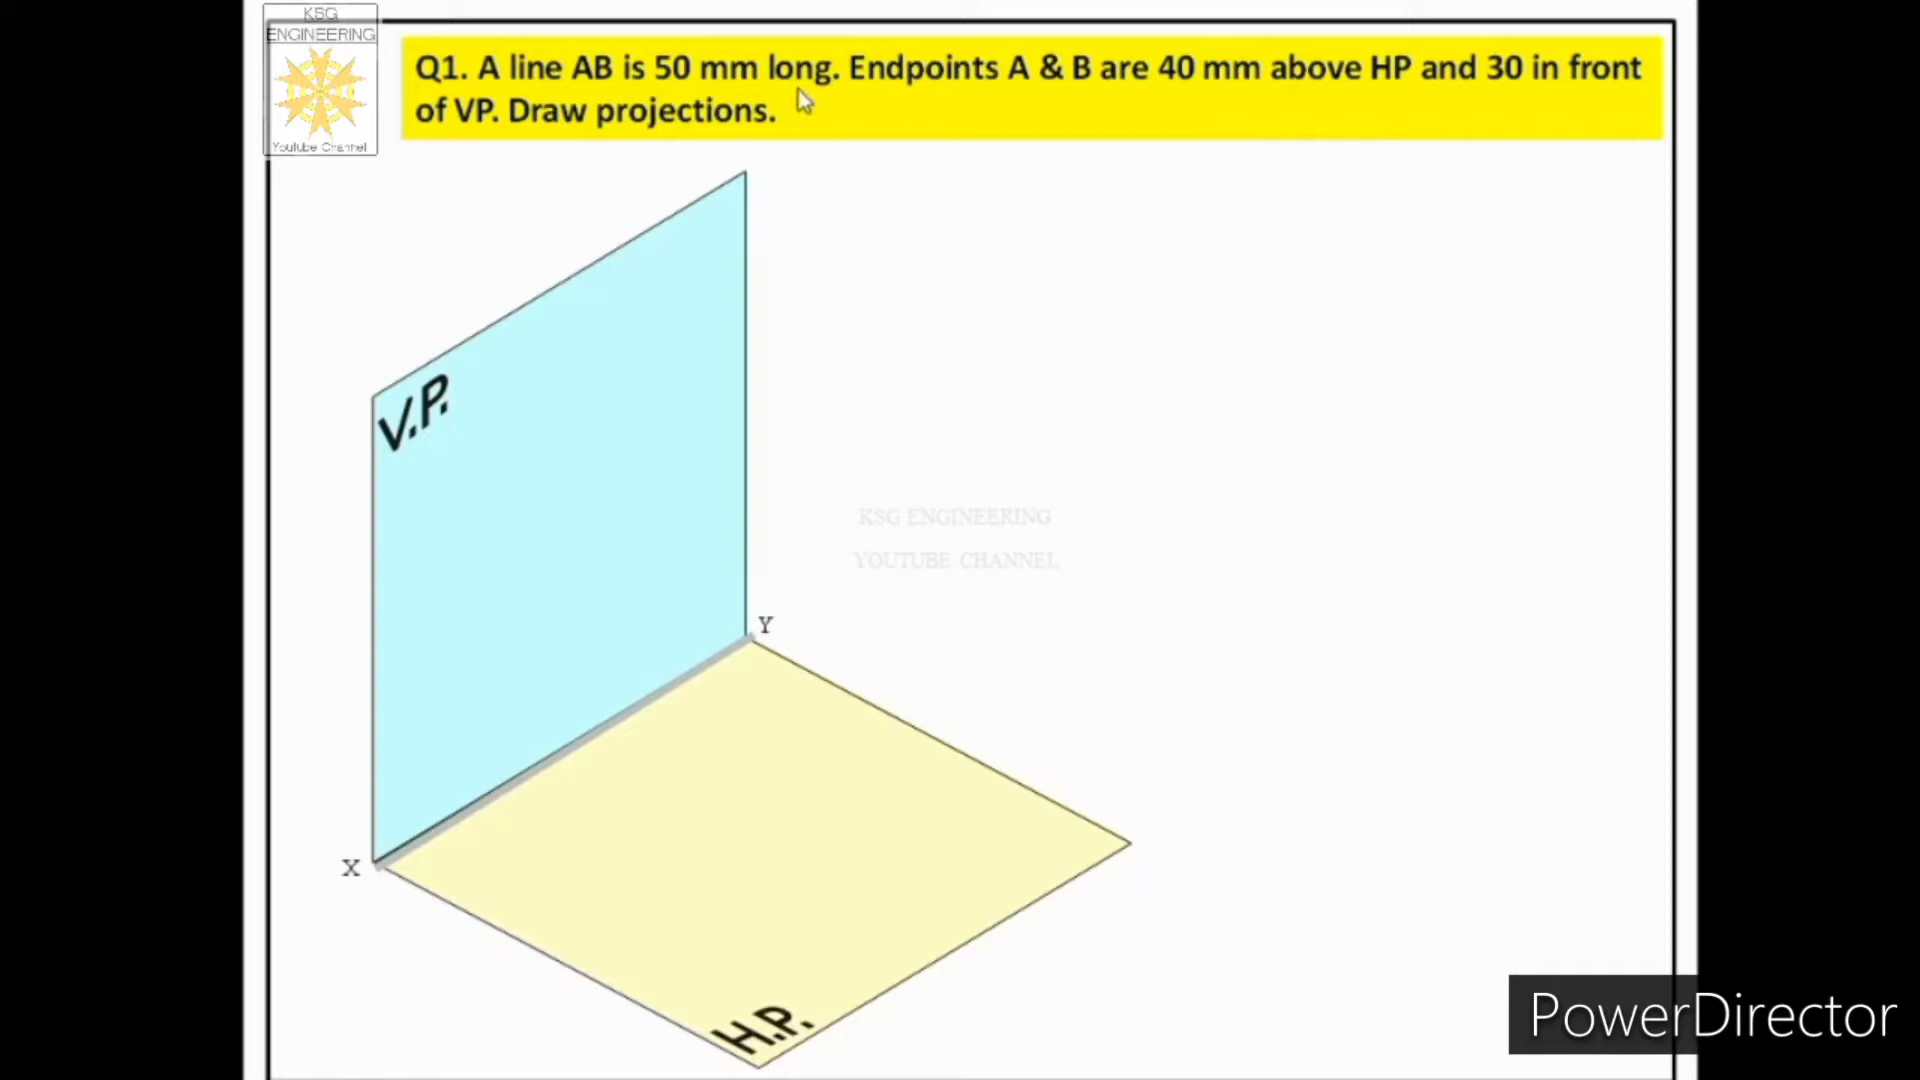 KSG
ENGINEERING
Youtube Channel
Q1. A line AB is 50 mm long. Endpoints A & B are 40 mm above HP and 30 in front
of VP. Draw projections.
V.P.
KSG ENGINEERING
YOUTUBE CHANNEL
Y
X
H.P.
PowerDirector